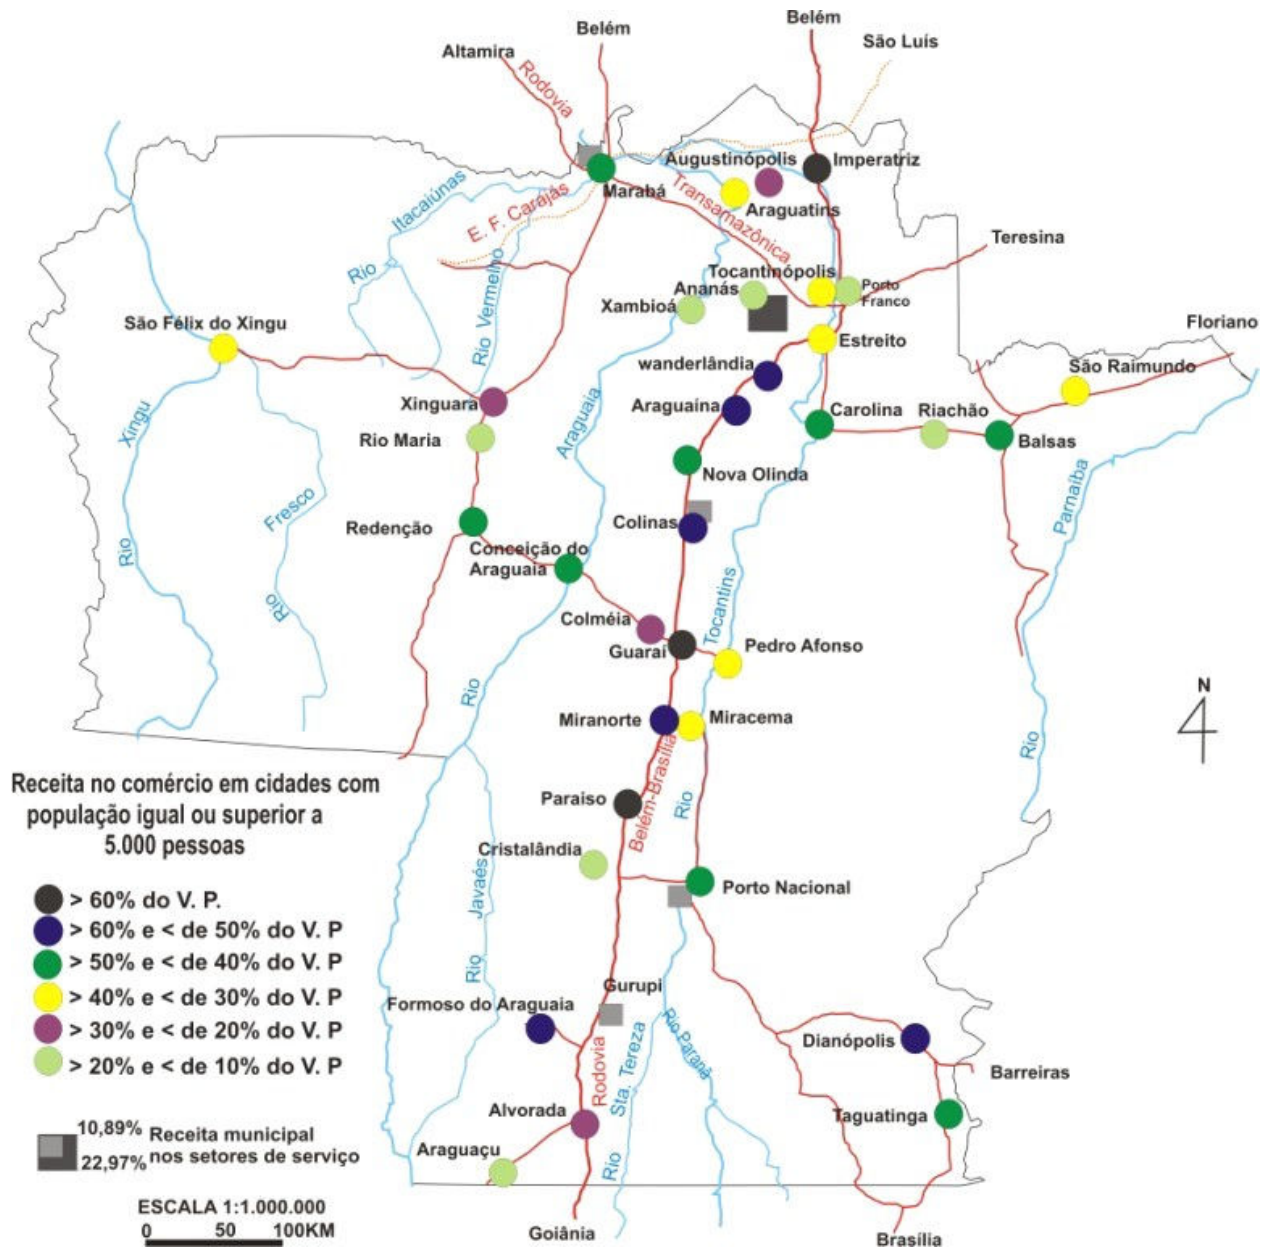 Belém
Belém
São Luís
Altamira
Rodovia
Augustinópolis
Imperatriz
Marabá
Transamazônica
Araguatins
Itacaiúnas
E. F. Carajás
Teresina
Rio
Rio Vermelho
Tocantinópolis
Ananás
Porto
Franco
Xambioá
São Félix do Xingu
Floriano
Estreito
wanderlândia
São Raimundo
Xinguara
Araguaína
Carolina
Riachão
Rio Maria
Xingu
Araguaia
Balsas
Nova Olinda
Parnaíba
Fresco
Redenção
Colinas
Rio
Conceição do
Araguaia
Rio
Tocantins
Colméia
Guaraí
Pedro Afonso
Rio
N
Miranorte
Miracema
Rio
Belém-Brasília
Receita no comércio em cidades com
população igual ou superior a
5.000 pessoas
Paraiso
Rio
Cristalândia
Javaés
Porto Nacional
> 60% do V. P.
> 60% e < de 50% do V. P
> 50% e < de 40% do V. P
> 40% e < de 30% do V. P
> 30% e < de 20% do V. P
> 20% e < de 10% do V. P
Rio
Gurupi
Formoso do Araguaia
Rio Paranã
Dianópolis
Rodovia
Sta. Tereza
Barreiras
Alvorada
Taguatinga
10,89%
22,97%
Receita municipal
nos setores de serviço
Araguaçu
Rio
ESCALA 1:1.000.000
0 50 100KM
Goiânia
Brasília